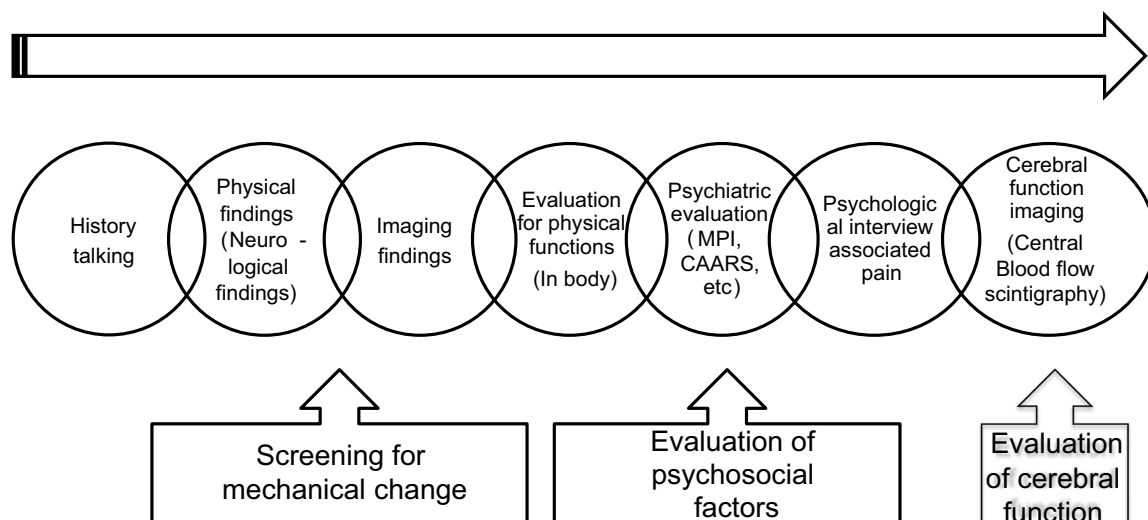 History
talking
Physical
findings
(Neuro -
logical
findings)
Imaging
findings
Evaluation
for physical
functions
(In body)
Psychiatric
evaluation
(MPI,
CAARS,
etc)
Psychologic
al interview
associated
pain
Cerebral
function
imaging
(Central
Blood flow
scintigraphy)
Screening for
mechanical change
Evaluation of
psychosocial
factors
Evaluation
of cerebral
function